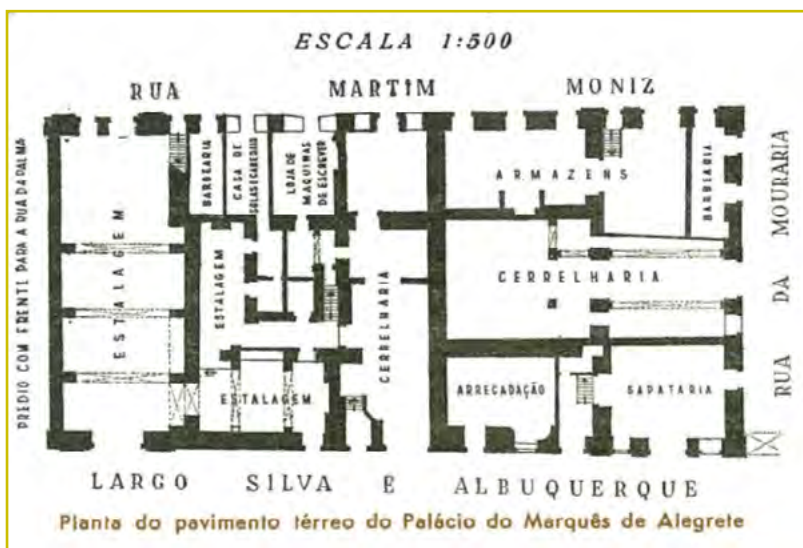 ESCALA 1:500
RUA MARTIM MONIZ
PREDIO COM FRENTE PARA A RUA DA PALMA
ESTALAGEM
BARBEARIA
CASA DE
SOLAS E CABEDAIS
LOJA DE
MAQUINAS
DE ESCREVER
ARMAZENS
BARBEARIA
RUA DA MOURARIA
ESTALAGEM
CERRELHARIA
CERRELHARIA
ESTALAGEM
ARRECADAÇÃO
SAPATARIA
LARGO SILVA E ALBUQUERQUE
Planta do pavimento térreo do Palácio do Marquês de Alegrete